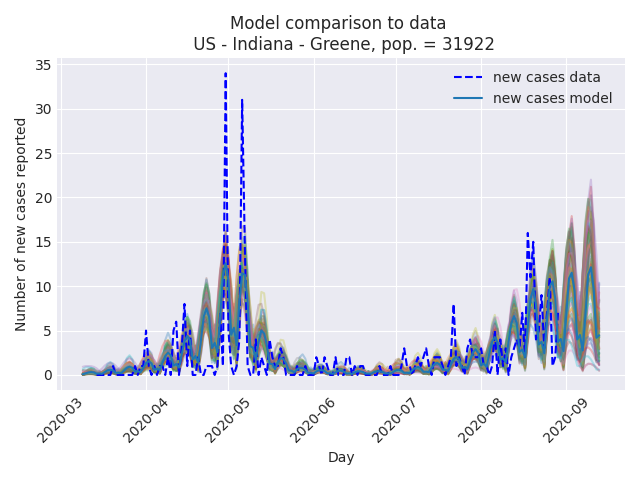 Model comparison to data
US - Indiana - Greene, pop. = 31922
new cases data
new cases model
Number of new cases reported
35
30
25
20
15
10
5
0
2020-03
2020-04
2020-05
2020-06
2020-07
2020-08
2020-09
Day